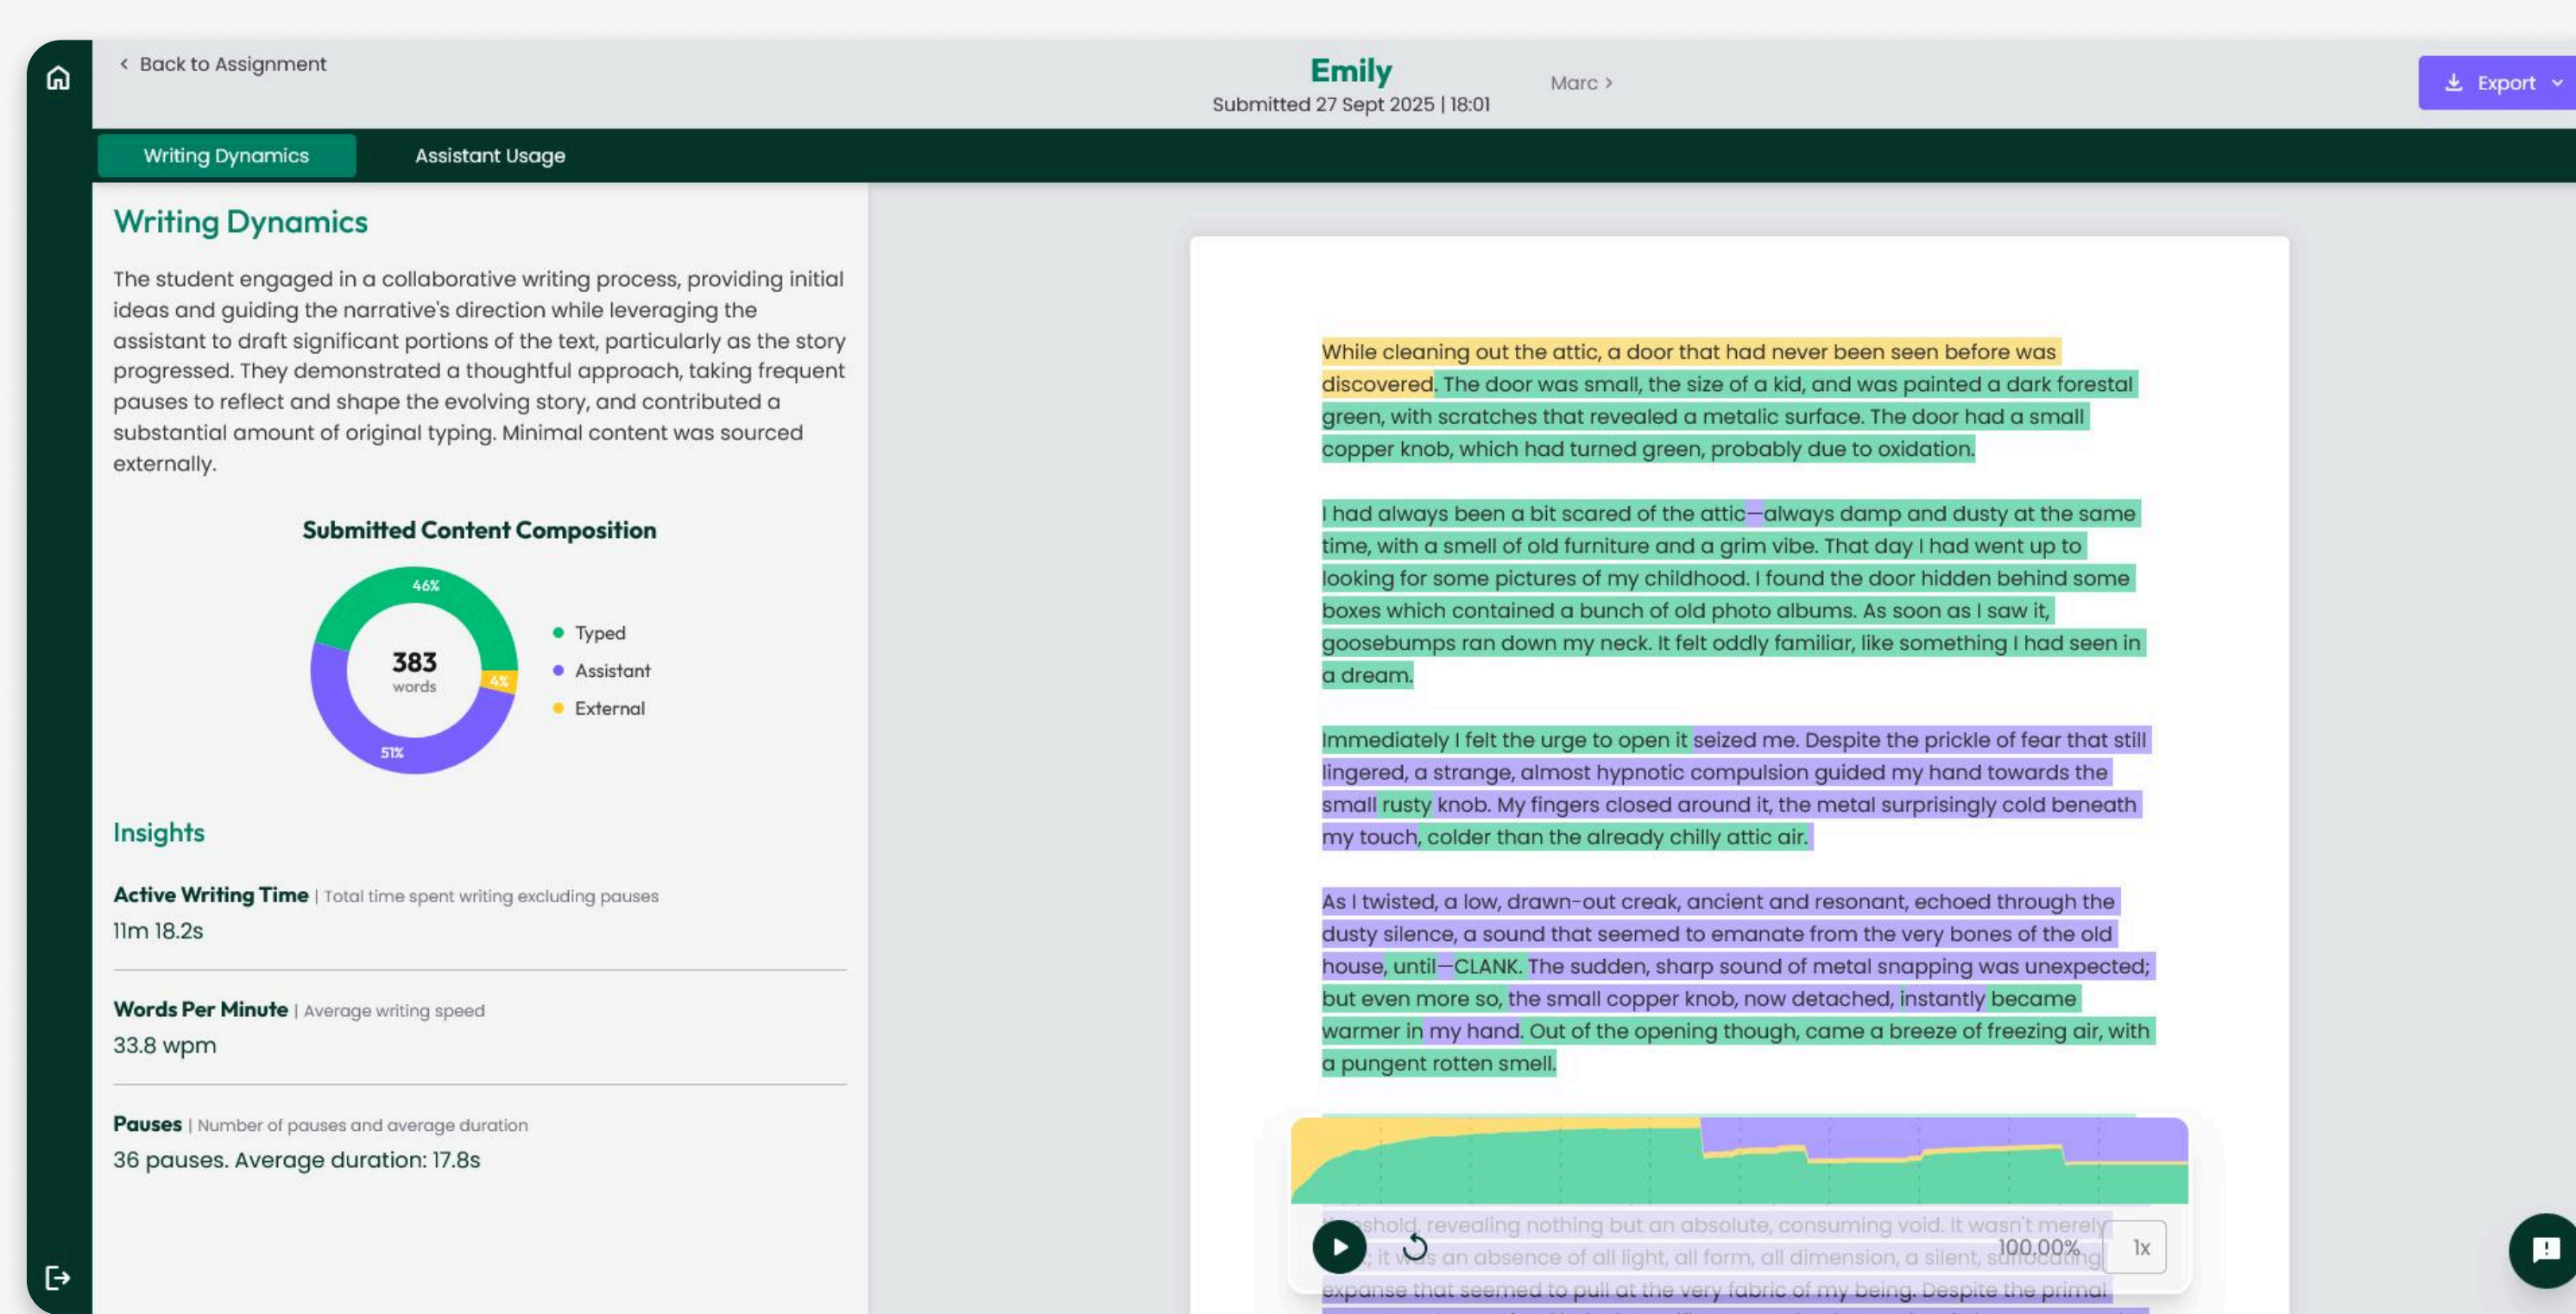 < Back to Assignment
Emily
Submitted 27 Sept 2025 | 18:01
Marc >
Export
Writing Dynamics
Assistant Usage
Writing Dynamics
The student engaged in a collaborative writing process, providing initial
ideas and guiding the narrative's direction while leveraging the
assistant to draft significant portions of the text, particularly as the story
progressed. They demonstrated a thoughtful approach, taking frequent
pauses to reflect and shape the evolving story, and contributed a
substantial amount of original typing. Minimal content was sourced
externally.
Submitted Content Composition
46%
383
words
4%
51%
Typed
Assistant
External
Insights
Active Writing Time | Total time spent writing excluding pauses
11m 18.2s
Words Per Minute | Average writing speed
33.8 wpm
Pauses | Number of pauses and average duration
36 pauses. Average duration: 17.8s
While cleaning out the attic, a door that had never been seen before was
discovered. The door was small, the size of a kid, and was painted a dark forestal
green, with scratches that revealed a metalic surface. The door had a small
copper knob, which had turned green, probably due to oxidation.
I had always been a bit scared of the attic—always damp and dusty at the same
time, with a smell of old furniture and a grim vibe. That day I had went up to
looking for some pictures of my childhood. I found the door hidden behind some
boxes which contained a bunch of old photo albums. As soon as I saw it,
goosebumps ran down my neck. It felt oddly familiar, like something I had seen in
a dream.
Immediately I felt the urge to open it seized me. Despite the prickle of fear that still
lingered, a strange, almost hypnotic compulsion guided my hand towards the
small rusty knob. My fingers closed around it, the metal surprisingly cold beneath
my touch, colder than the already chilly attic air.
As I twisted, a low, drawn-out creak, ancient and resonant, echoed through the
dusty silence, a sound that seemed to emanate from the very bones of the old
house, until—CLANK. The sudden, sharp sound of metal snapping was unexpected;
but even more so, the small copper knob, now detached, instantly became
warmer in my hand. Out of the opening though, came a breeze of freezing air, with
a pungent rotten smell.
revealing nothing but an absolute, consuming void. It wasn't merely
it was an absence of all light, all form, all dimension, a silent, suffocating
100.00%
1x
expanse that seemed to pull at the very fabric of my being. Despite the primal